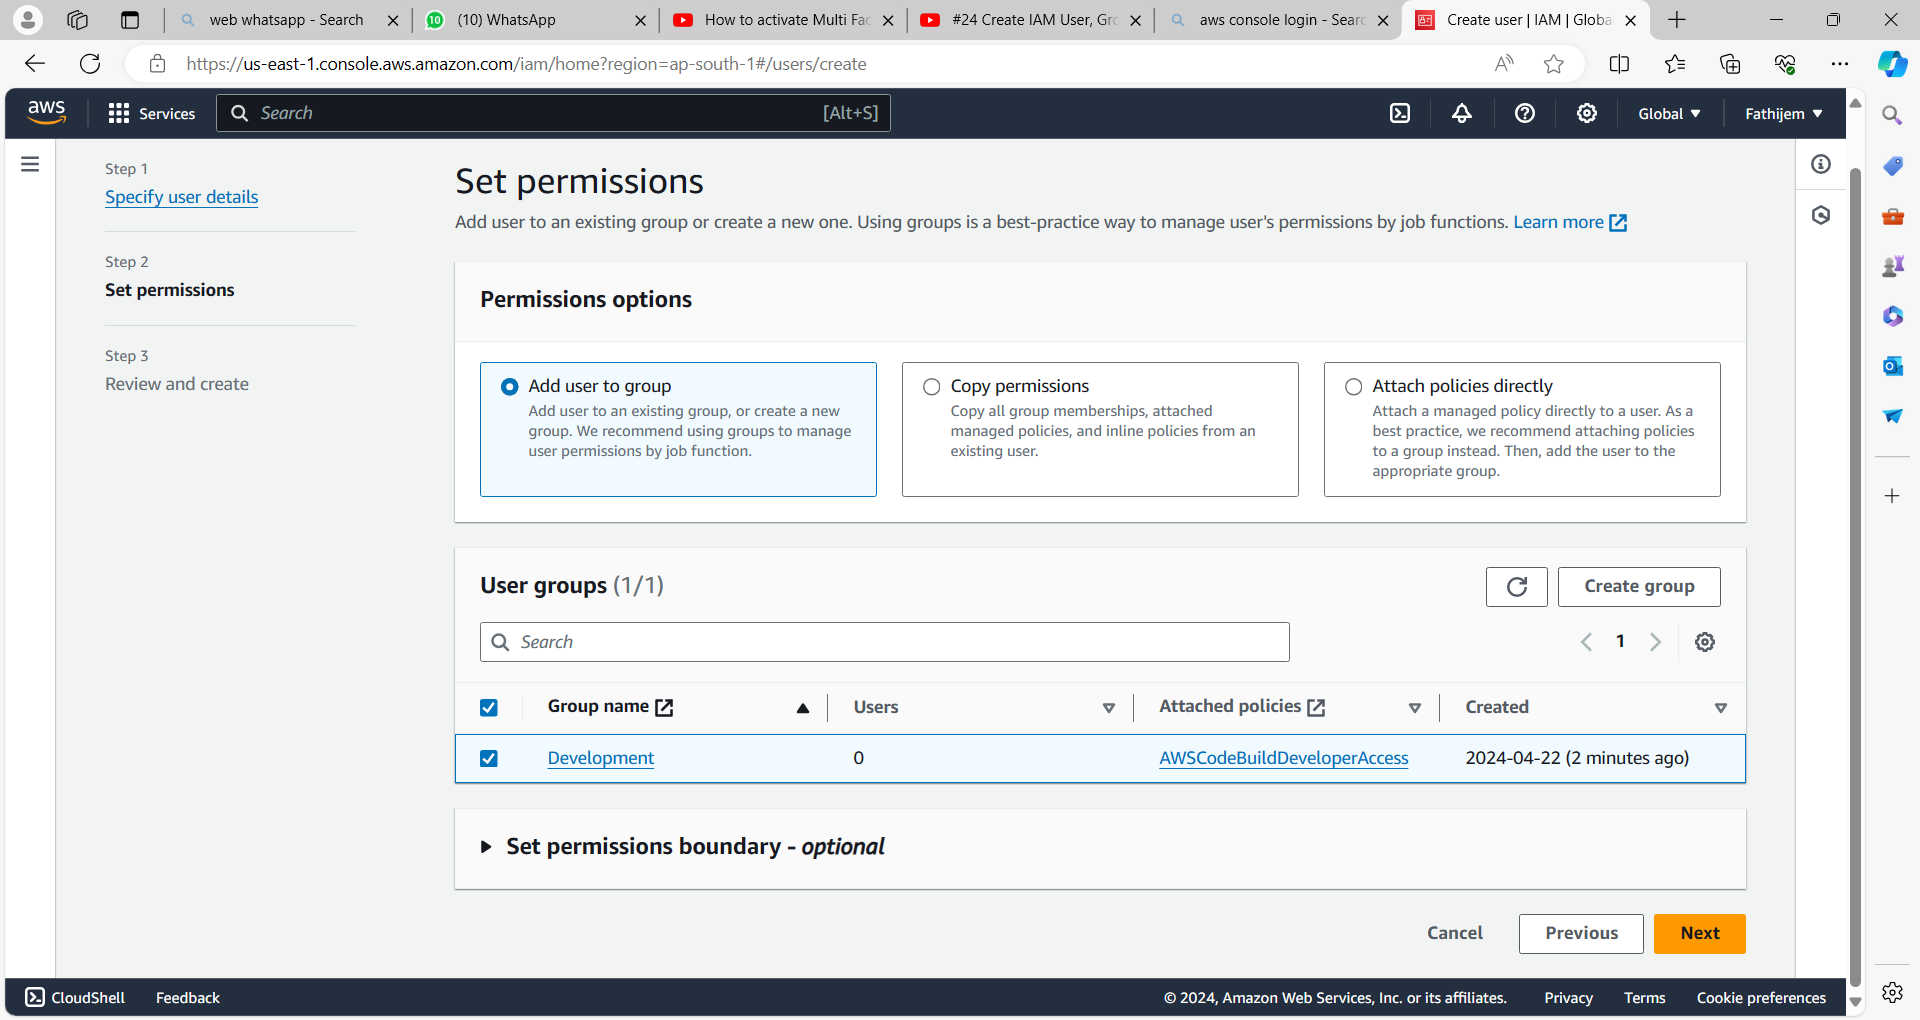 web whatsapp - Search
(10) WhatsApp
How to activate Multi Fac
#24 Create IAM User, Gro
aws console login - Searc
Create user | IAM | Globa
https://us-east-1.console.aws.amazon.com/iam/home?region=ap-south-1#/users/create
aws
Services
Search
[Alt+S]
Global
Fathijem
Step 1
Specify user details
Step 2
Set permissions
Step 3
Review and create
Set permissions
Add user to an existing group or create a new one. Using groups is a best-practice way to manage user's permissions by job functions. Learn more
Permissions options
Add user to group
Add user to an existing group, or create a new
group. We recommend using groups to manage
user permissions by job function.
Copy permissions
Copy all group memberships, attached
managed policies, and inline policies from an
existing user.
Attach policies directly
Attach a managed policy directly to a user. As a
best practice, we recommend attaching policies
to a group instead. Then, add the user to the
appropriate group.
User groups (1/1)
Create group
Search
1
Group name
Users
Attached policies
Created
Development
0
AWSCodeBuildDeveloperAccess
2024-04-22 (2 minutes ago)
Set permissions boundary - optional
Cancel
Previous
Next
CloudShell
Feedback
© 2024, Amazon Web Services, Inc. or its affiliates.
Privacy
Terms
Cookie preferences